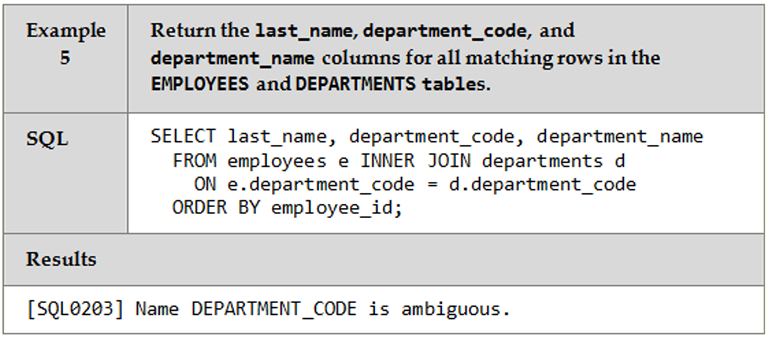 Example
5
Return the last_name, department_code, and
department_name columns for all matching rows in the
EMPLOYEES and DEPARTMENTS tables.
SQL
SELECT last_name, department_code, department_name
FROM employees e INNER JOIN departments d
ON e.department_code = d.department_code
ORDER BY employee_id;
Results
[SQL0203] Name DEPARTMENT_CODE is ambiguous.